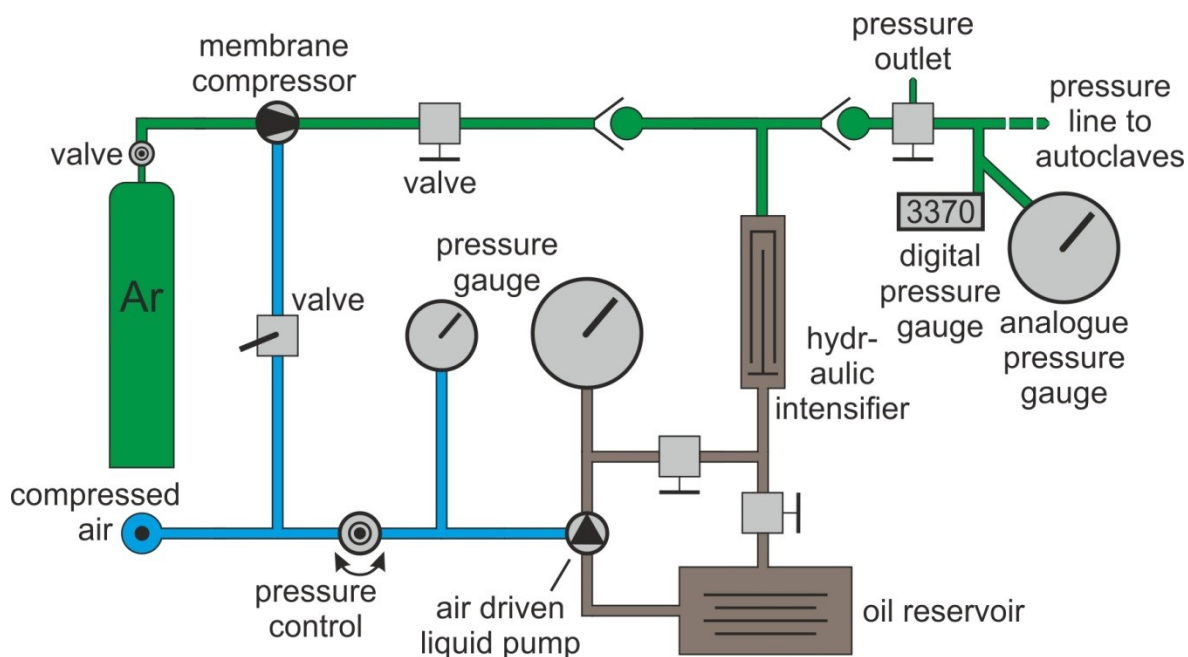 membrane
compressor
pressure
outlet
pressure
line to
autoclaves
valve
valve
3370
digital
pressure
gauge
analogue
pressure
gauge
Ar
valve
pressure
gauge
hydr-
aulic
intensifier
compressed
air
pressure
control
air driven
liquid pump
oil reservoir